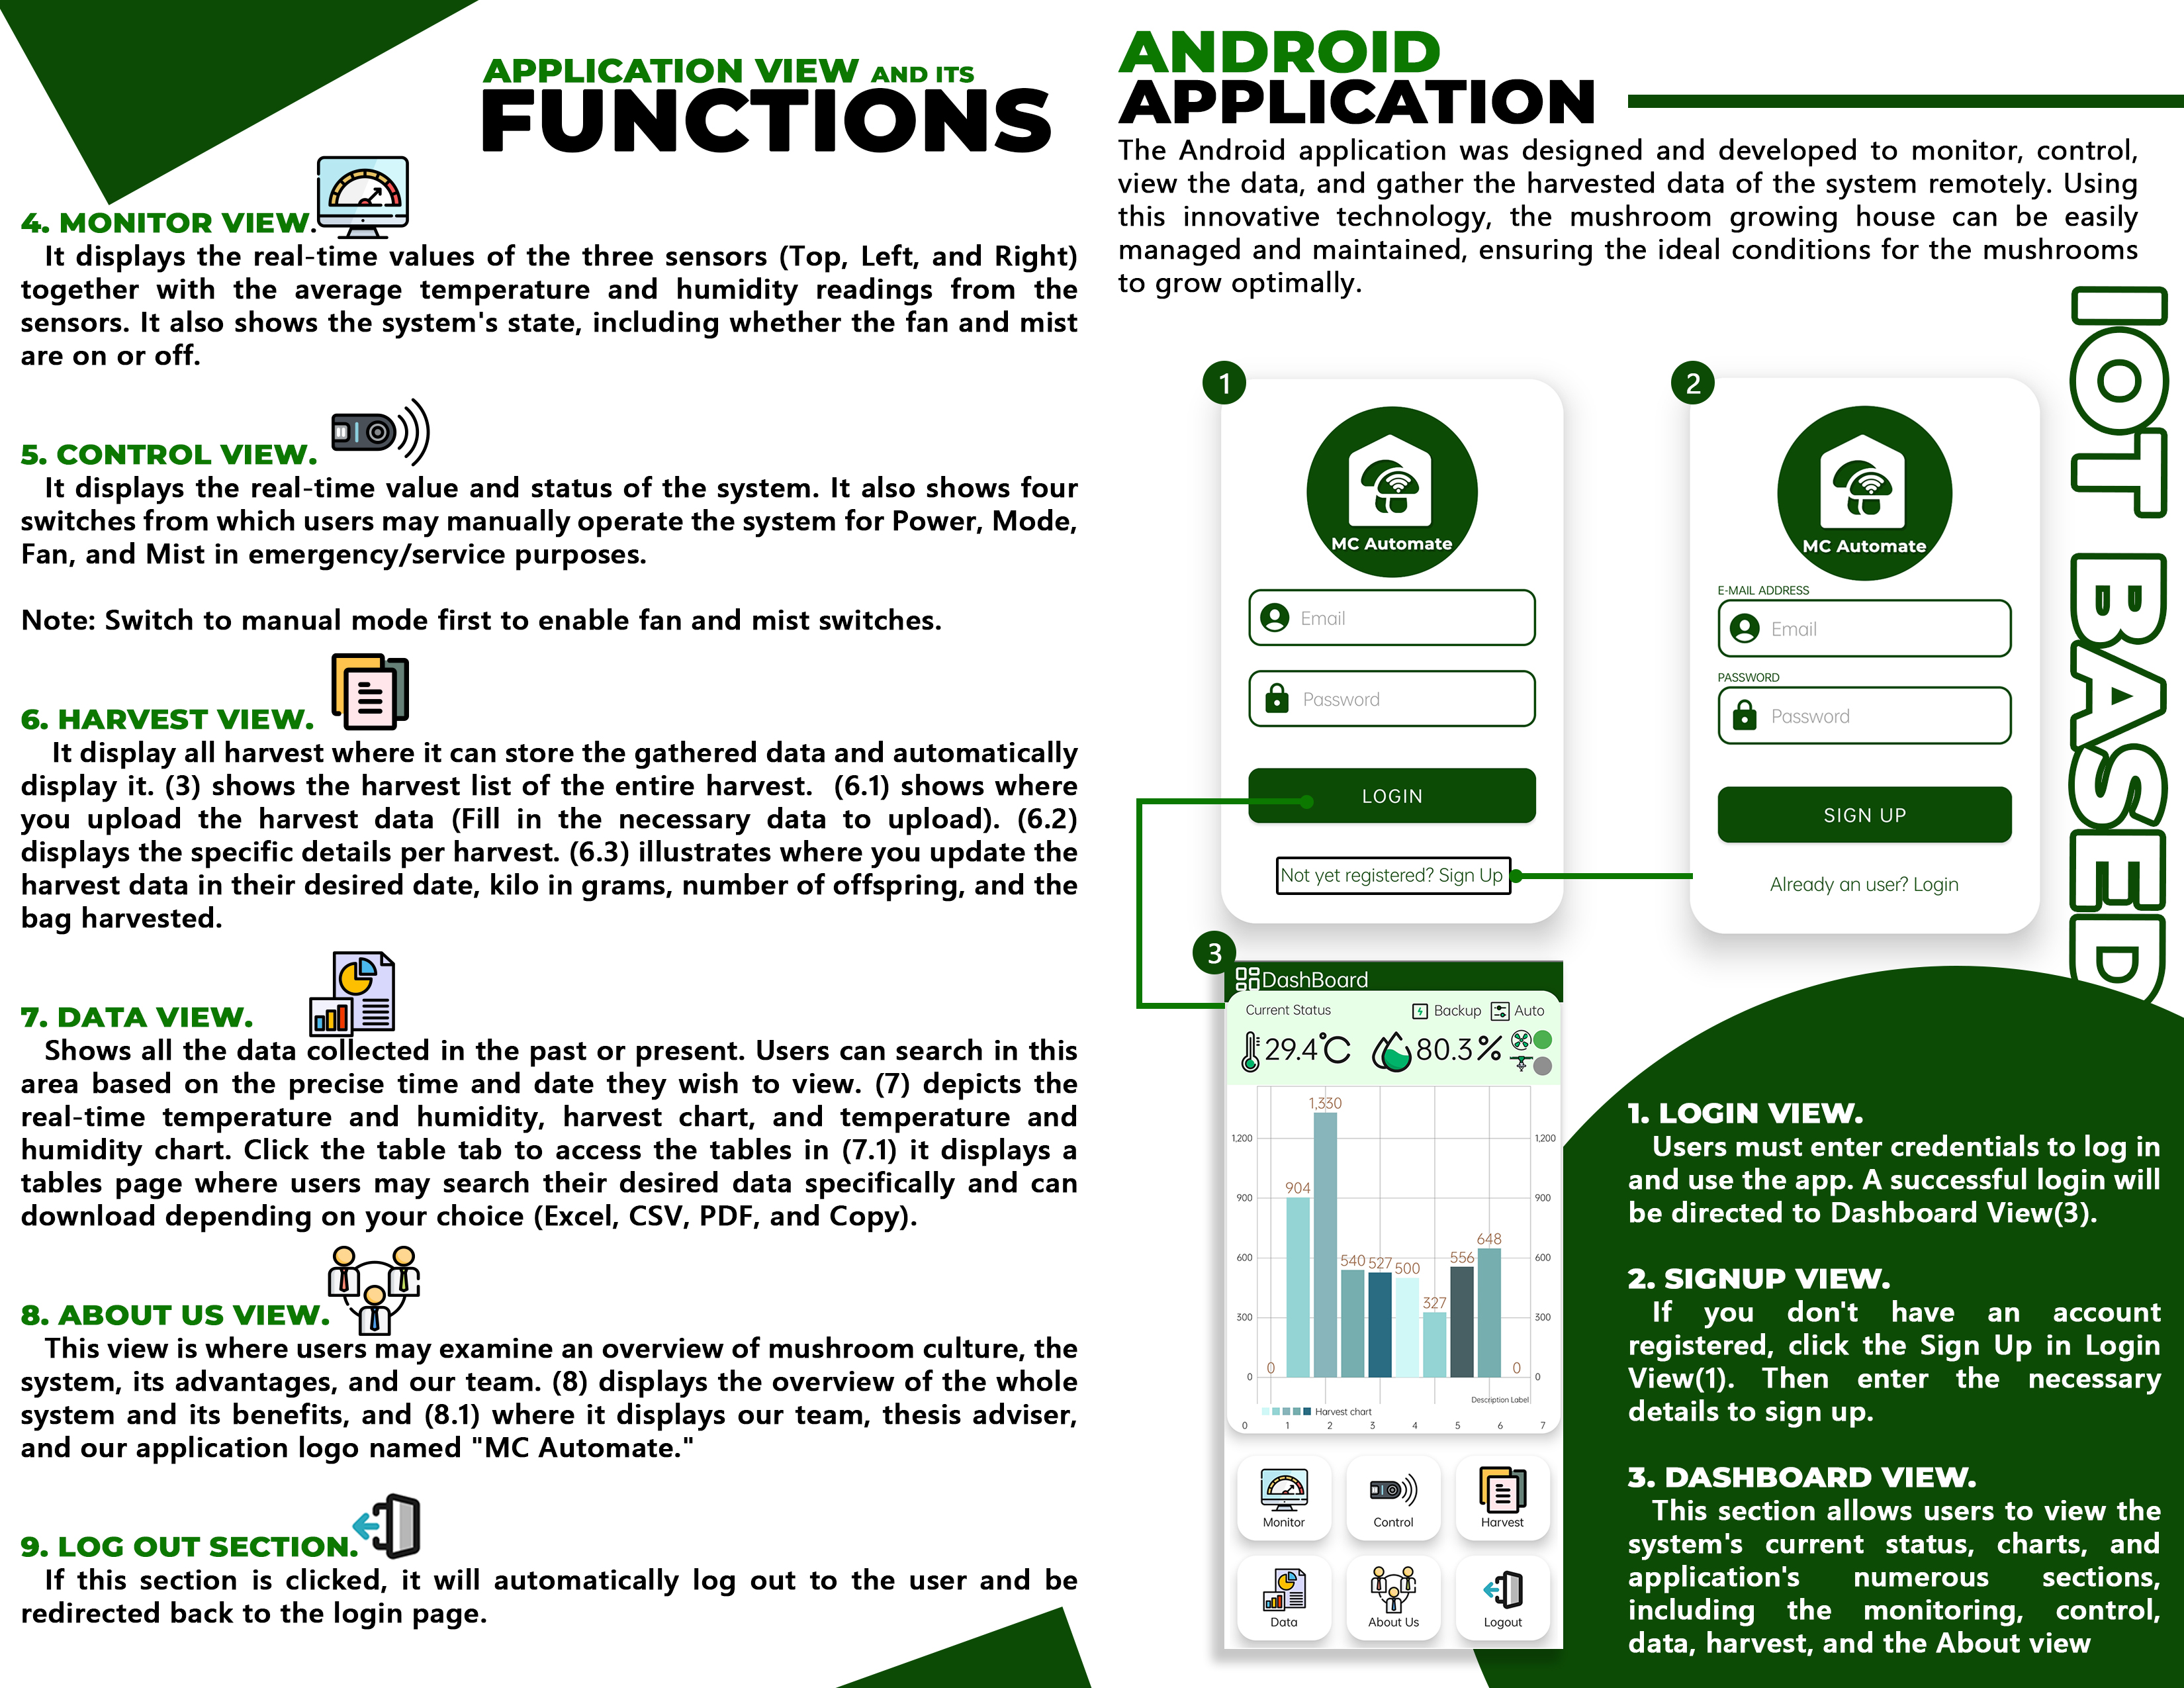 APPLICATION VIEW AND ITS
FUNCTIONS
4. MONITOR VIEW.
It displays the real-time values of the three sensors (Top, Left, and Right)
together with the average temperature and humidity readings from the
sensors. It also shows the system's state, including whether the fan and mist
are on or off.
5. CONTROL VIEW.
It displays the real-time value and status of the system. It also shows four
switches from which users may manually operate the system for Power, Mode,
Fan, and Mist in emergency/service purposes.
Note: Switch to manual mode first to enable fan and mist switches.
6. HARVEST VIEW.
It display all harvest where it can store the gathered data and automatically
display it. (3) shows the harvest list of the entire harvest. (6.1) shows where
you upload the harvest data (Fill in the necessary data to upload). (6.2)
displays the specific details per harvest. (6.3) illustrates where you update the
harvest data in their desired date, kilo in grams, number of offspring, and the
bag harvested.
7. DATA VIEW.
Shows all the data collected in the past or present. Users can search in this
area based on the precise time and date they wish to view. (7) depicts the
real-time temperature and humidity, harvest chart, and temperature and
humidity chart. Click the table tab to access the tables in (7.1) it displays a
tables page where users may search their desired data specifically and can
download depending on your choice (Excel, CSV, PDF, and Copy).
8. ABOUT US VIEW.
This view is where users may examine an overview of mushroom culture, the
system, its advantages, and our team. (8) displays the overview of the whole
system and its benefits, and (8.1) where it displays our team, thesis adviser,
and our application logo named "MC Automate."
9. LOG OUT SECTION.
If this section is clicked, it will automatically log out to the user and be
redirected back to the login page.
ANDROID
APPLICATION
The Android application was designed and developed to monitor, control,
view the data, and gather the harvested data of the system remotely. Using
this innovative technology, the mushroom growing house can be easily
managed and maintained, ensuring the ideal conditions for the mushrooms
to grow optimally.
IOT BASED
1
MC Automate
Email
Password
LOGIN
Not yet registered? Sign Up
2
MC Automate
E-MAIL ADDRESS
Email
PASSWORD
Password
SIGN UP
Already an user? Login
3
DashBoard
Current Status Backup Auto
29.4°C 80.3%
1,330
1,200 1,200
904
900 900
648
600 540 527 500 556 600
327
300 300
0 0
0 0
Description Label
Harvest chart
0 1 2 3 4 5 6 7
Monitor Control Harvest
Data About Us Logout
1. LOGIN VIEW.
Users must enter credentials to log in
and use the app. A successful login will
be directed to Dashboard View(3).
2. SIGNUP VIEW.
If you don't have an account
registered, click the Sign Up in Login
View(1). Then enter the necessary
details to sign up.
3. DASHBOARD VIEW.
This section allows users to view the
system's current status, charts, and
application's numerous sections,
including the monitoring, control,
data, harvest, and the About view